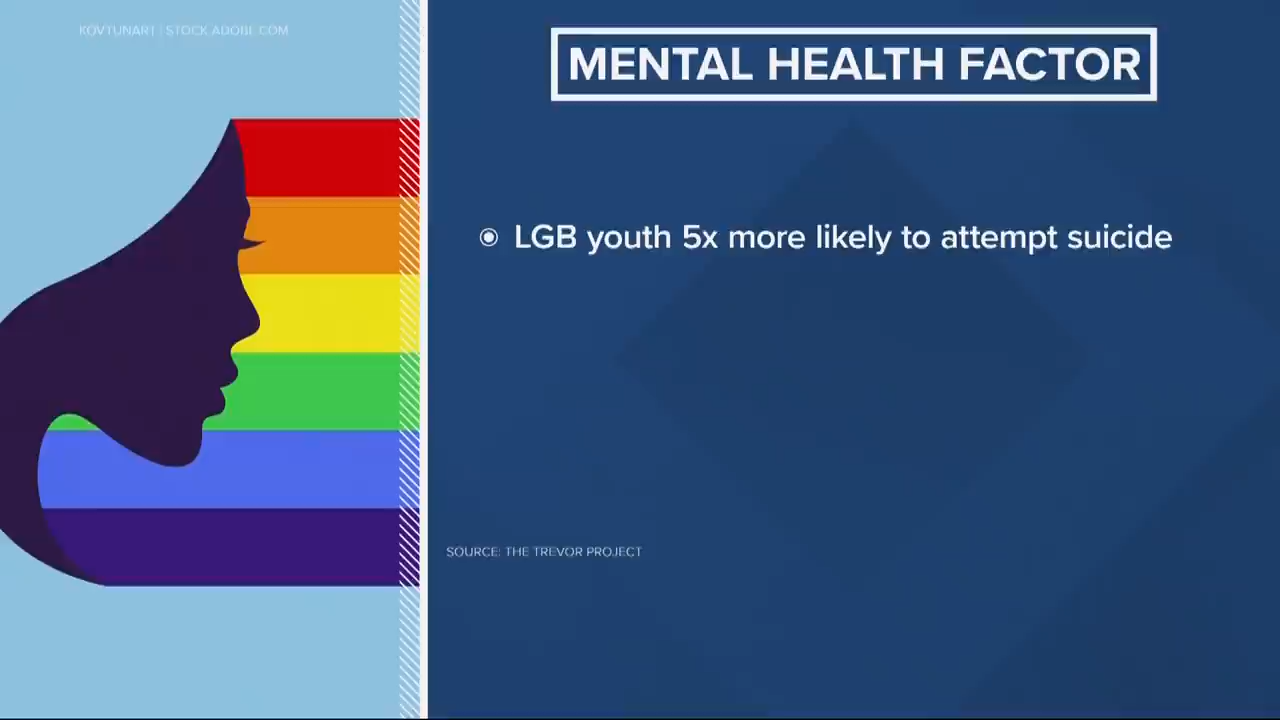 KOVTUNART | STOCK.ADOBE.COM
MENTAL HEALTH FACTOR
LGB youth 5x more likely to attempt suicide
SOURCE: THE TREVOR PROJECT